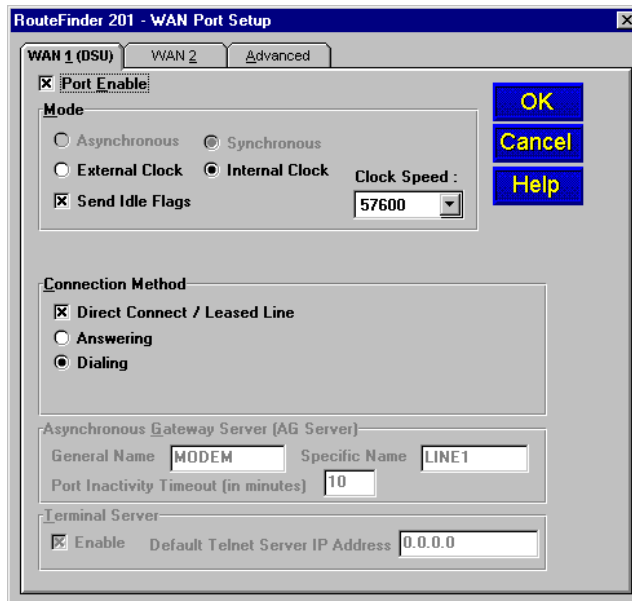 RouteFinder 201 - WAN Port Setup
WAN 1 (DSU) WAN 2 Advanced
Port Enable
Mode
Asynchronous Synchronous
External Clock Internal Clock
Clock Speed :
Send Idle Flags
57600
OK
Cancel
Help
Connection Method
Direct Connect / Leased Line
Answering
Dialing
Asynchronous Gateway Server (AG Server)
General Name MODEM Specific Name LINE1
Port Inactivity Timeout (in minutes) 10
Terminal Server
Enable Default Telnet Server IP Address 0.0.0.0